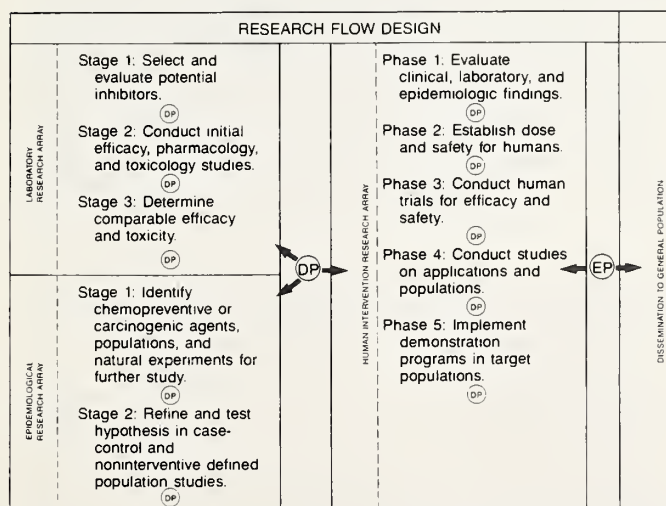 RESEARCH FLOW DESIGN
LABORATORY
RESEARCH ARRAY
Stage 1: Select and
evaluate potential
inhibitors.
DP
Stage 2: Conduct initial
efficacy, pharmacology,
and toxicology studies.
DP
Stage 3: Determine
comparable efficacy
and toxicity.
DP
EPIDEMIOLOGICAL
RESEARCH ARRAY
Stage 1: Identify
chemopreventive or
carcinogenic agents,
populations, and
natural experiments for
further study.
DP
Stage 2: Refine and test
hypothesis in case-
control and
noninterventive defined
population studies.
DP
DP
HUMAN INTERVENTION RESEARCH ARRAY
Phase 1: Evaluate
clinical, laboratory, and
epidemiologic findings.
DP
Phase 2: Establish dose
and safety for humans.
DP
Phase 3: Conduct human
trials for efficacy and
safety.
DP
Phase 4: Conduct studies
on applications and
populations.
DP
Phase 5: Implement
demonstration
programs in target
populations.
DP
EP
DISSEMINATION TO GENERAL POPULATION